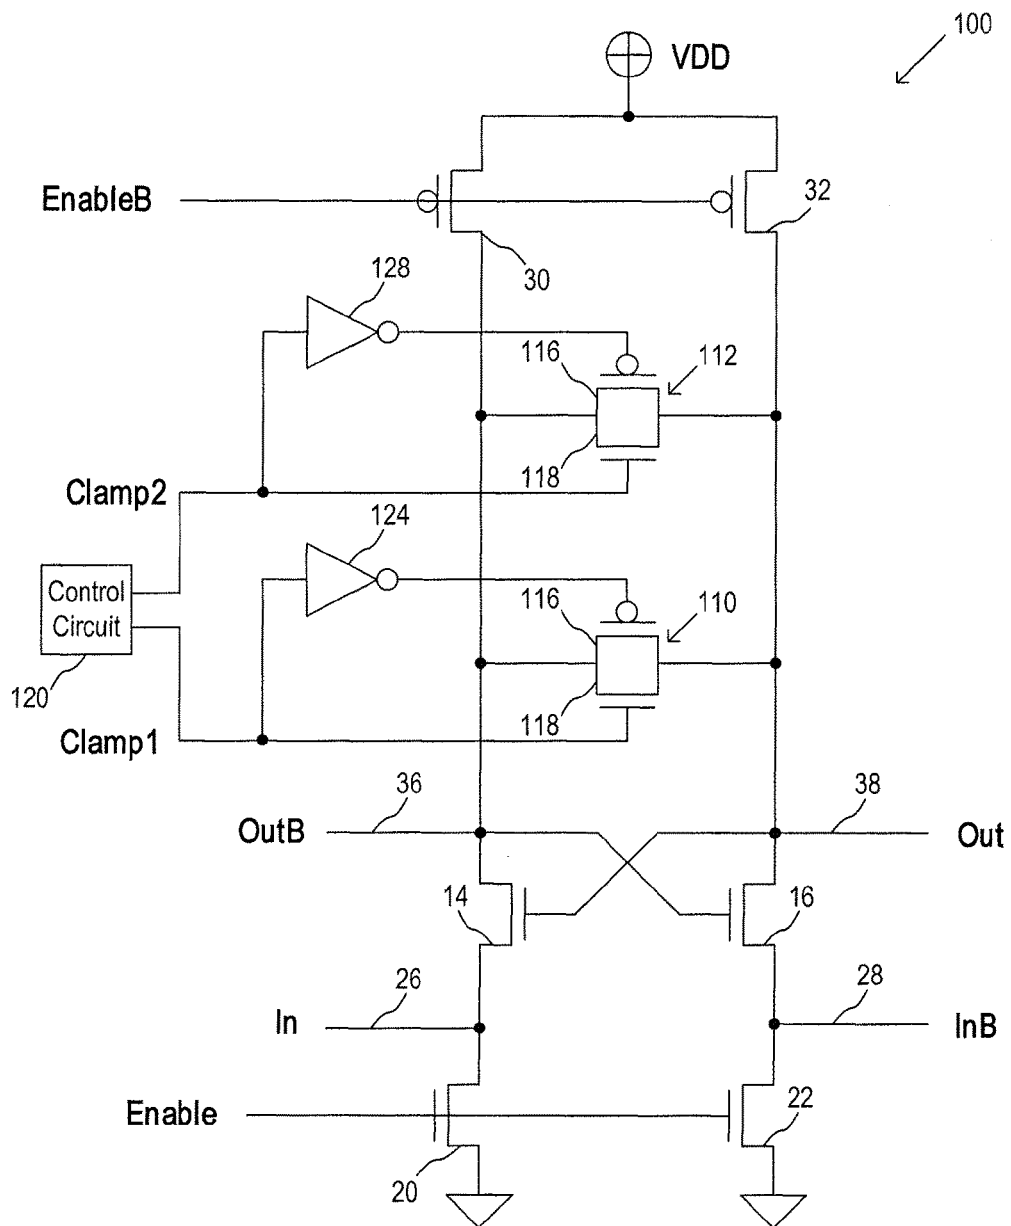 100
VDD
EnableB
32
30
128
116
112
118
Clamp2
124
Control
Circuit
116
110
120
118
Clamp1
36
38
OutB
Out
14
16
26
28
In
InB
Enable
22
20